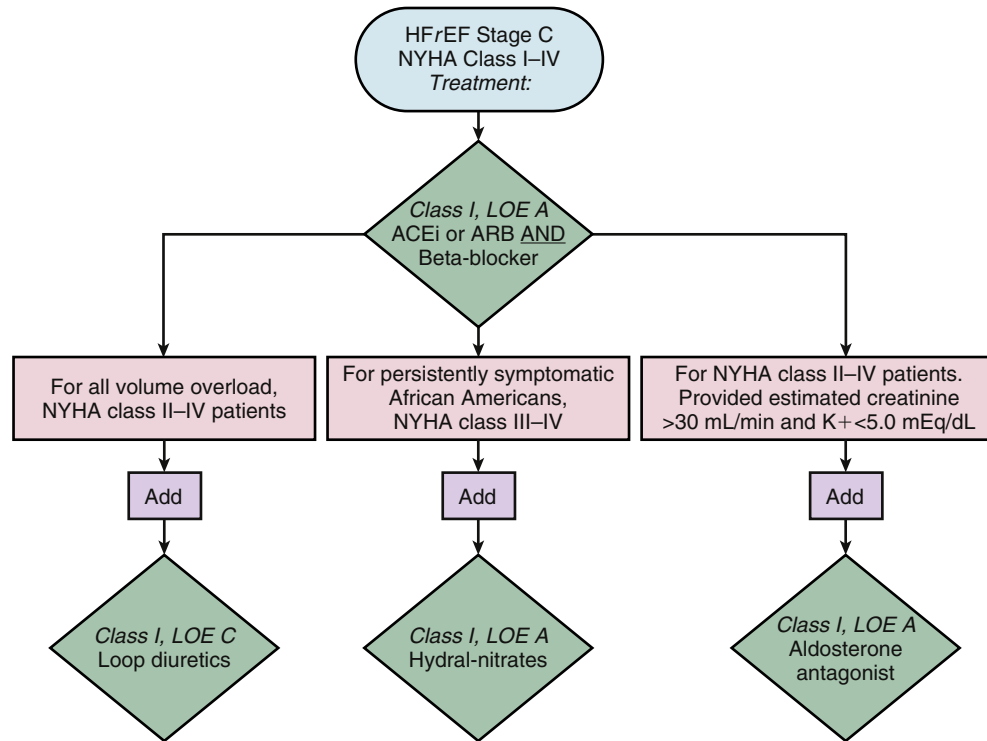 HFrEF Stage C
NYHA Class I–IV
Treatment:
Class I, LOE A
ACEi or ARB AND
Beta-blocker
For all volume overload,
NYHA class II–IV patients
For persistently symptomatic
African Americans,
NYHA class III–IV
For NYHA class II–IV patients.
Provided estimated creatinine
>30 mL/min and K+<5.0 mEq/dL
Add
Add
Add
Class I, LOE C
Loop diuretics
Class I, LOE A
Hydral-nitrates
Class I, LOE A
Aldosterone
antagonist